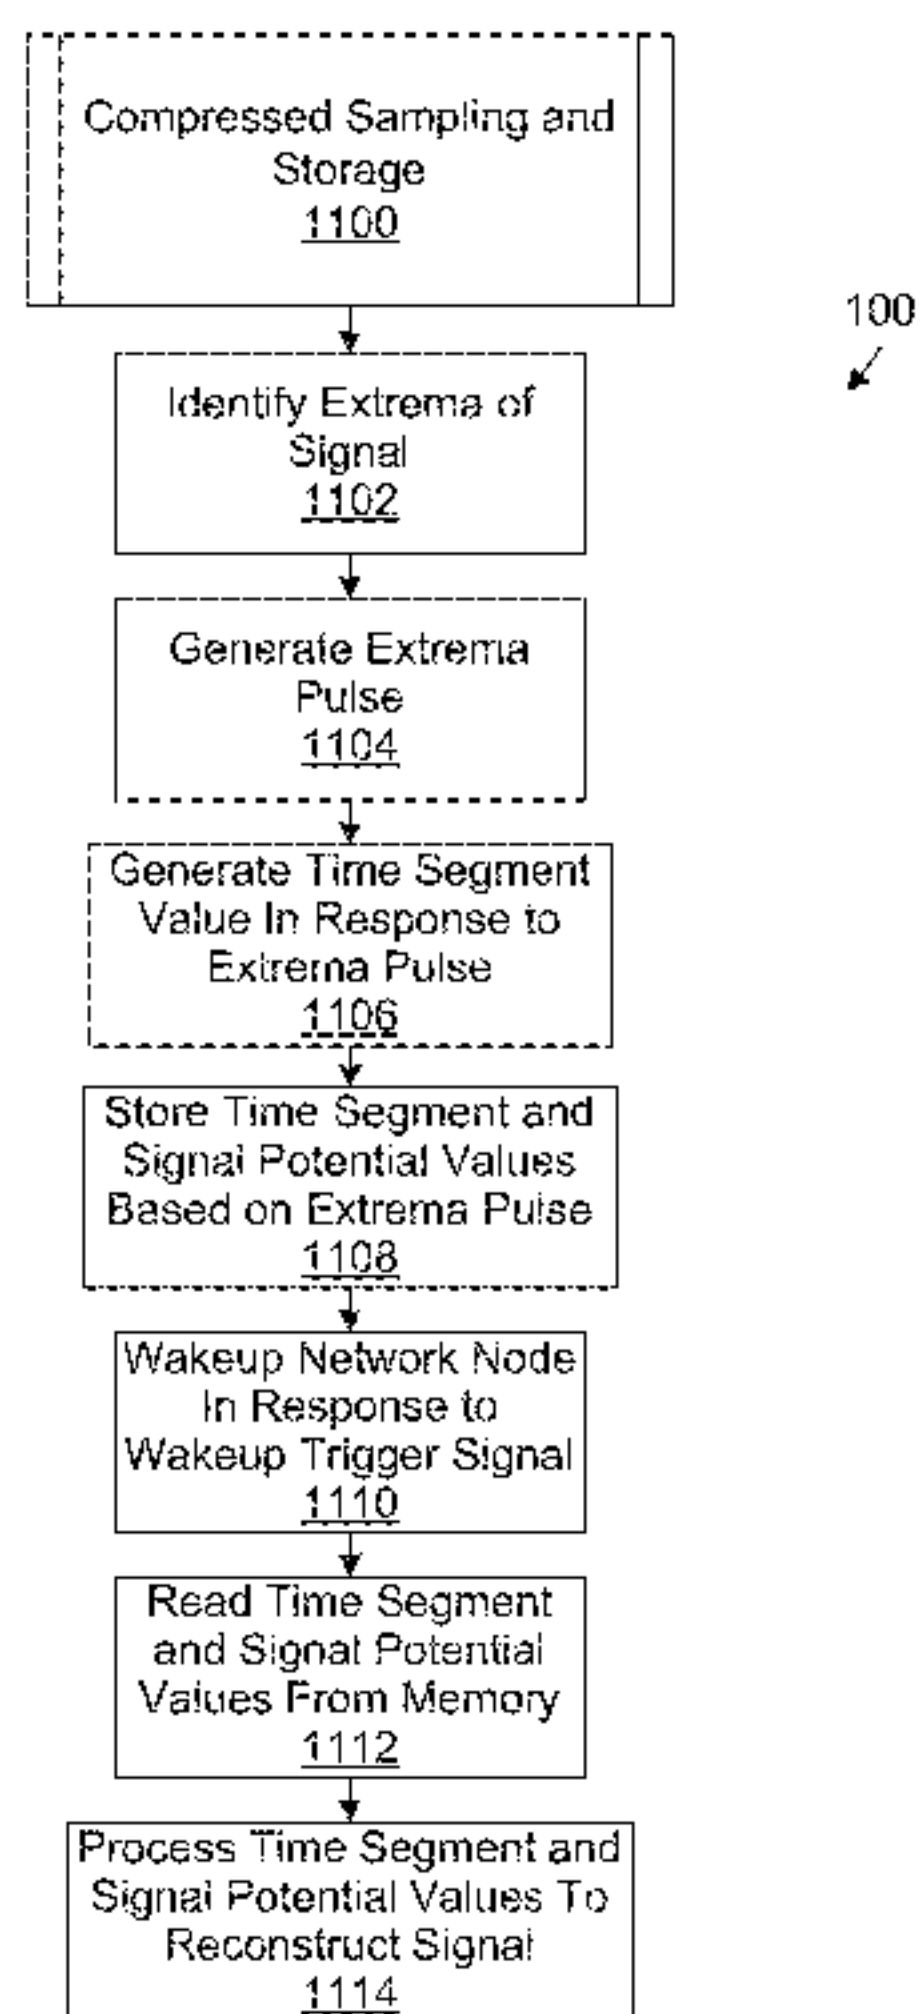 Compressed Sampling and
Storage
1100
100
Identify Extrema of
Signal
1102
Generate Extrema
Pulse
1104
Generate Time Segment
Value In Response to
Extrema Pulse
1106
Store Time Segment and
Signal Potential Values
Based on Extrema Pulse
1108
Wakeup Network Node
In Response to
Wakeup Trigger Signal
1110
Read Time Segment
and Signal Potential
Values From Memory
1112
Process Time Segment and
Signal Potential Values To
Reconstruct Signal
1114